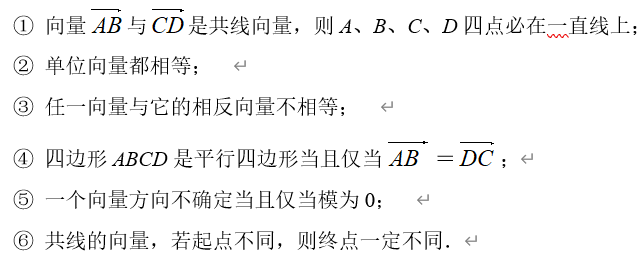 ① 向量 AB 与 CD 是共线向量，则 A、B、C、D 四点必在一直线上；
② 单位向量都相等；
③ 任一向量与它的相反向量不相等；
④ 四边形 ABCD 是平行四边形当且仅当 AB = DC；
⑤ 一个向量方向不确定当且仅当模为 0；
⑥ 共线的向量，若起点不同，则终点一定不同．